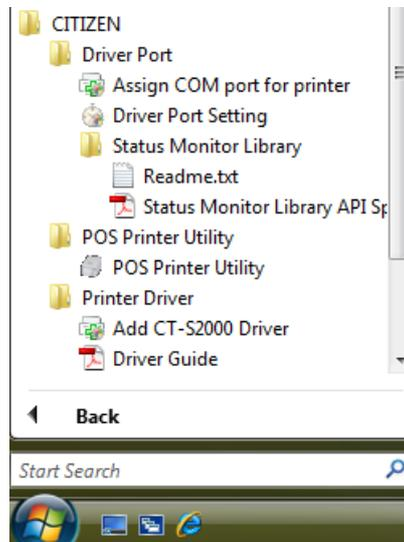 CITIZEN
Driver Port
Assign COM port for printer
Driver Port Setting
Status Monitor Library
Readme.txt
Status Monitor Library API Sp
POS Printer Utility
POS Printer Utility
Printer Driver
Add CT-S2000 Driver
Driver Guide
Back
Start Search